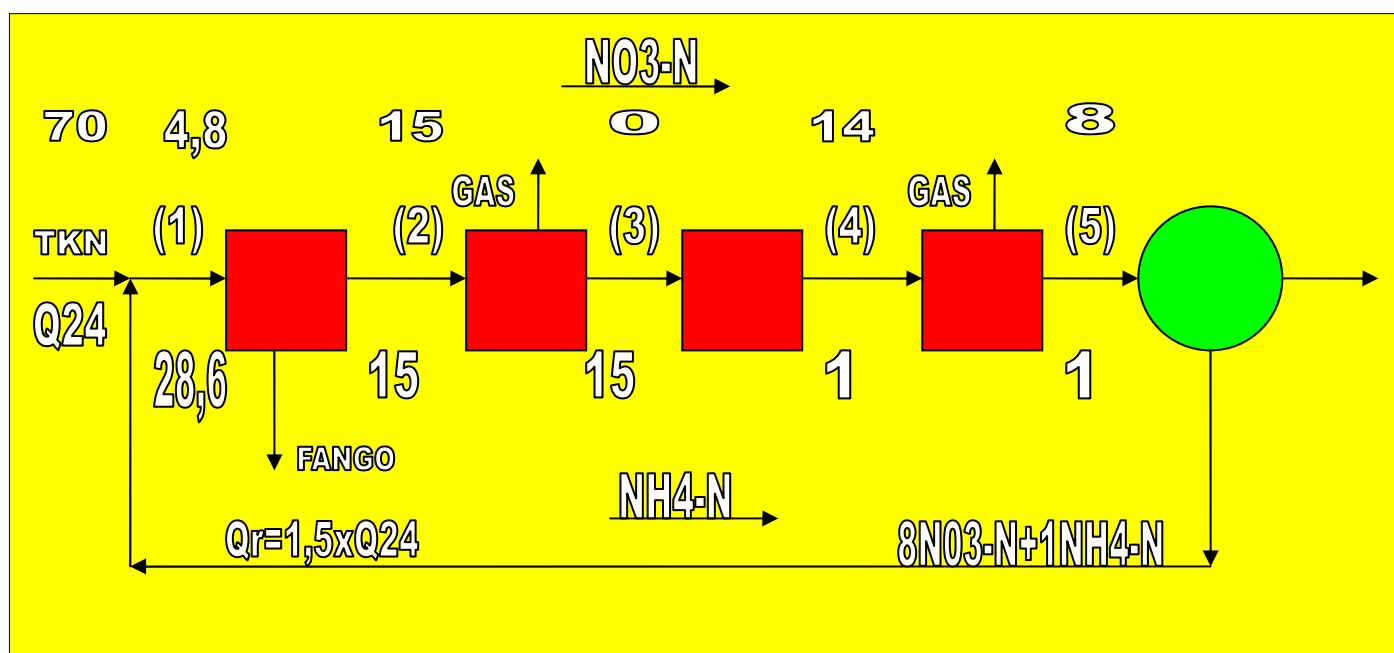 NO3-N
70 4,8 15 0 14 8
GAS GAS
(1) (2) (3) (4) (5)
TKN
Q24
28,6 15 15 1 1
FANGO
NH4-N
Qr=1,5xQ24 8N03-N+1NH4-N